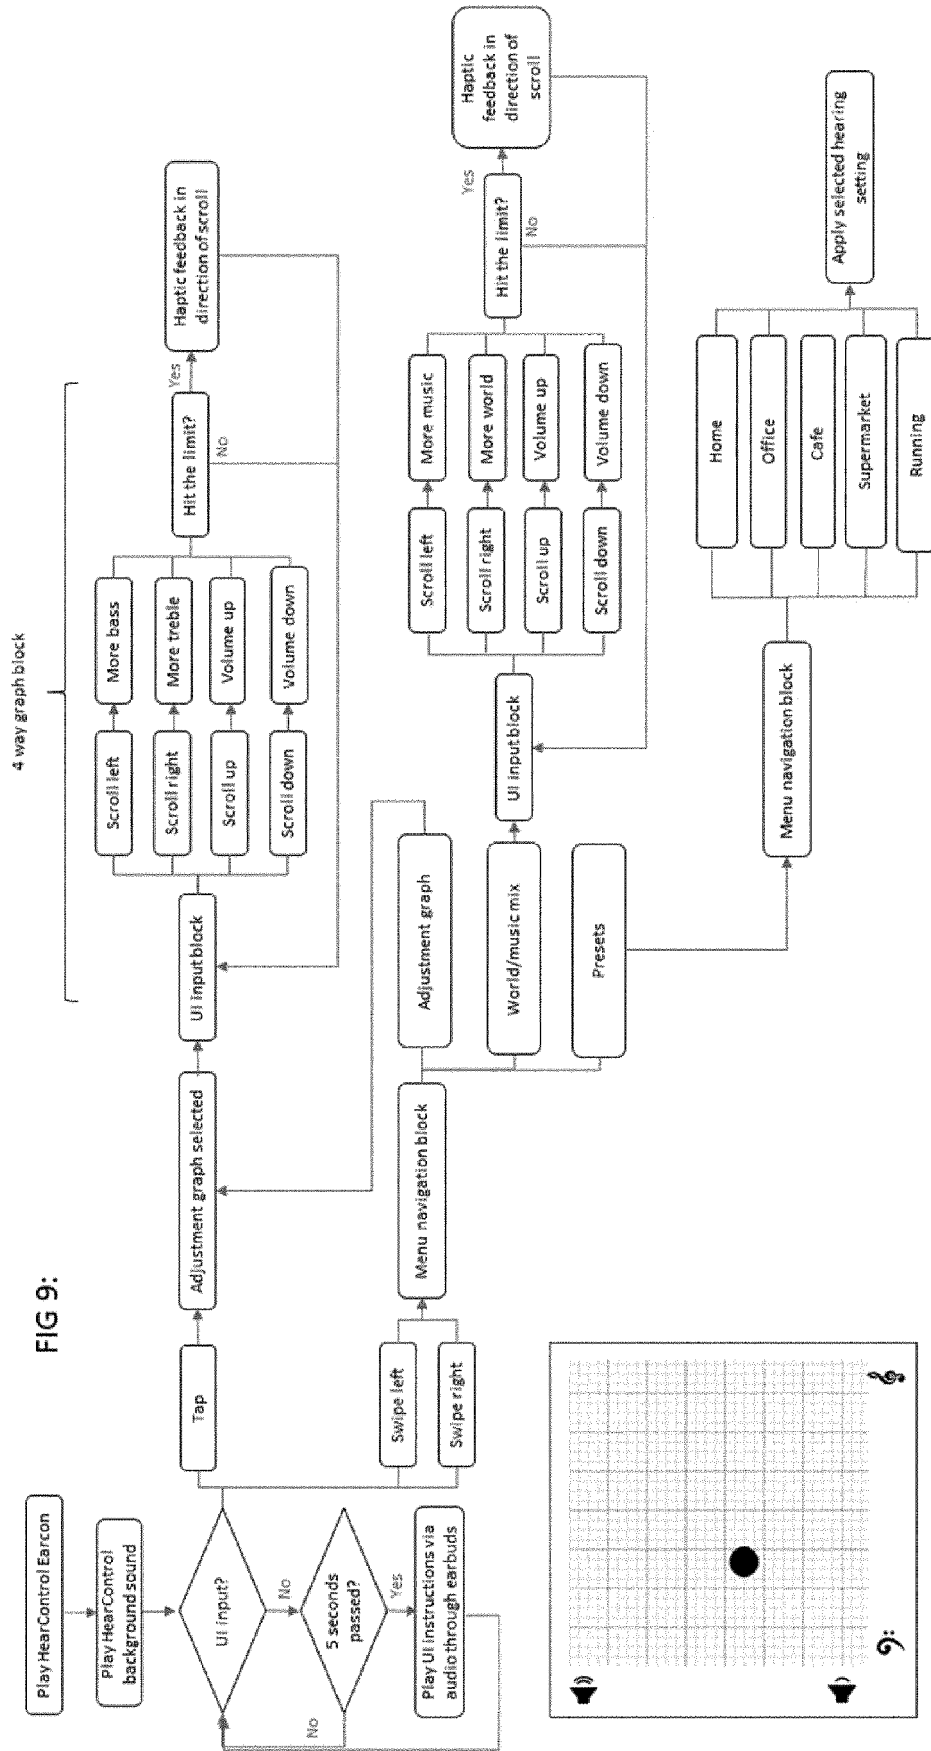 FIG 9:
Play HearControl Earcon
Play HearControl
background sound
UI input?
No
5 seconds
passed?
No
Yes
Play UI instructions via
audio through earbuds
Tap
Swipe left
Swipe right
Adjustment graph selected
4 way graph block
UI input block
Scroll left
Scroll right
Scroll up
Scroll down
More bass
More treble
Volume up
Volume down
Hit the limit?
Yes
No
Haptic feedback in
direction of scroll
Menu navigation block
Adjustment graph
World/music mix
Presets
UI input block
Scroll left
Scroll right
Scroll up
Scroll down
More music
More world
Volume up
Volume down
Hit the limit?
Yes
No
Haptic
feedback in
direction of
scroll
Menu navigation block
Home
Office
Cafe
Supermarket
Running
Apply selected hearing
setting